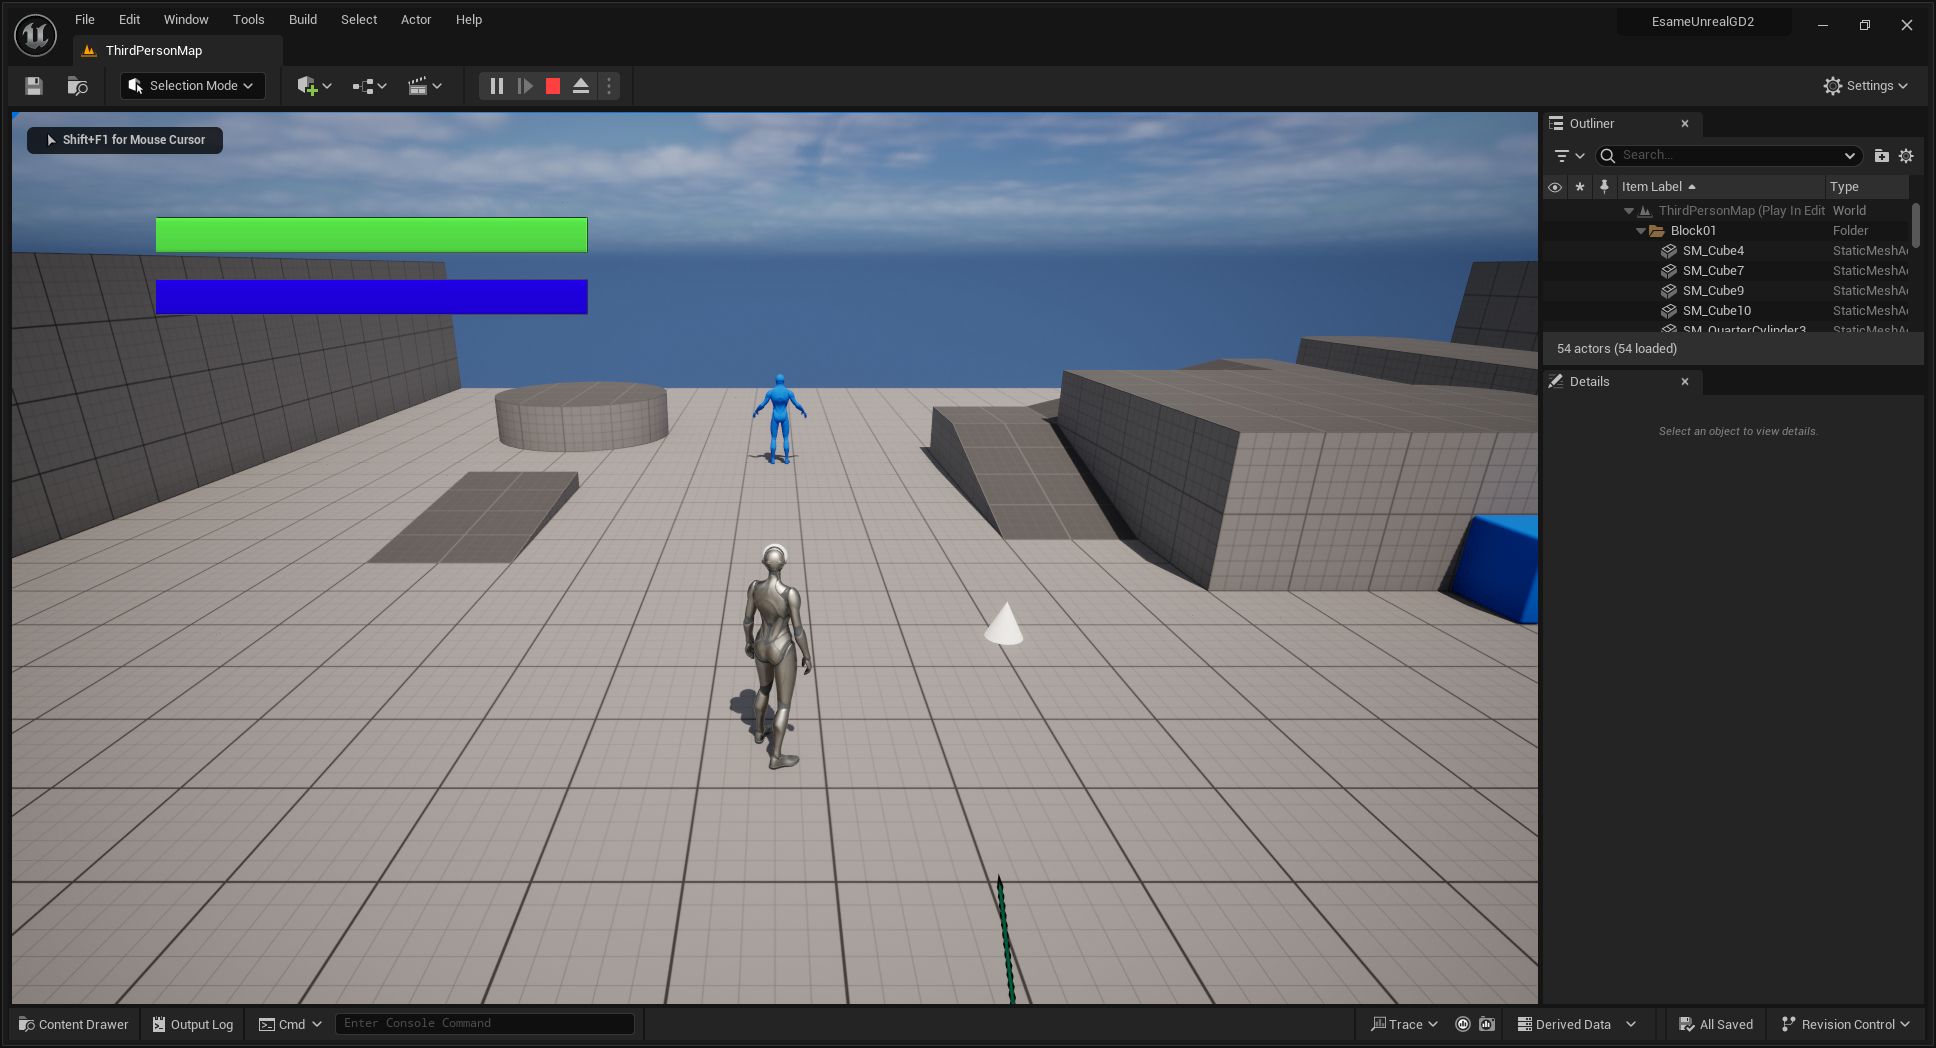 File Edit Window Tools Build Select Actor Help
EsameUnrealGD2
ThirdPersonMap
Selection Mode
Settings
Shift+F1 for Mouse Cursor
Outliner
Search...
Item Label Type
ThirdPersonMap (Play In Edit World
Block01 Folder
SM_Cube4 StaticMeshA
SM_Cube7 StaticMeshA
SM_Cube9 StaticMeshA
SM_Cube10 StaticMeshA
SM_QuarterCylinder3 StaticMeshA
54 actors (54 loaded)
Details
Select an object to view details.
Content Drawer Output Log Cmd Enter Console Command Trace Derived Data All Saved Revision Control